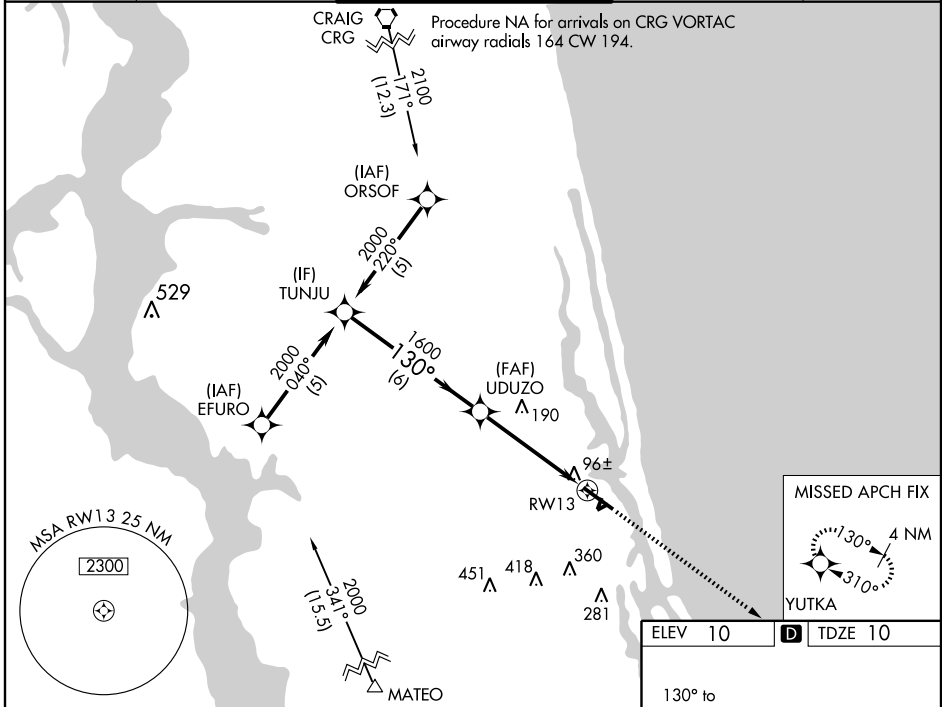 CRAIG
CRG
Procedure NA for arrivals on CRG VORTAC
airway radials 164 CW 194.
2100
171°
(12.3)
(IAF)
ORSOF
2000
220°
(5)
(IF)
TUNJU
529
1600
130°
(6)
2000
040°
(5)
(IAF)
EFURO
(FAF)
UDUZO
190
96±
RW13
MISSED APCH FIX
130°
4 NM
310°
YUTKA
MSA RW13 25 NM
2300
2000
341°
(15.5)
451
418
360
281
MATEO
ELEV 10
D
TDZE 10
130° to